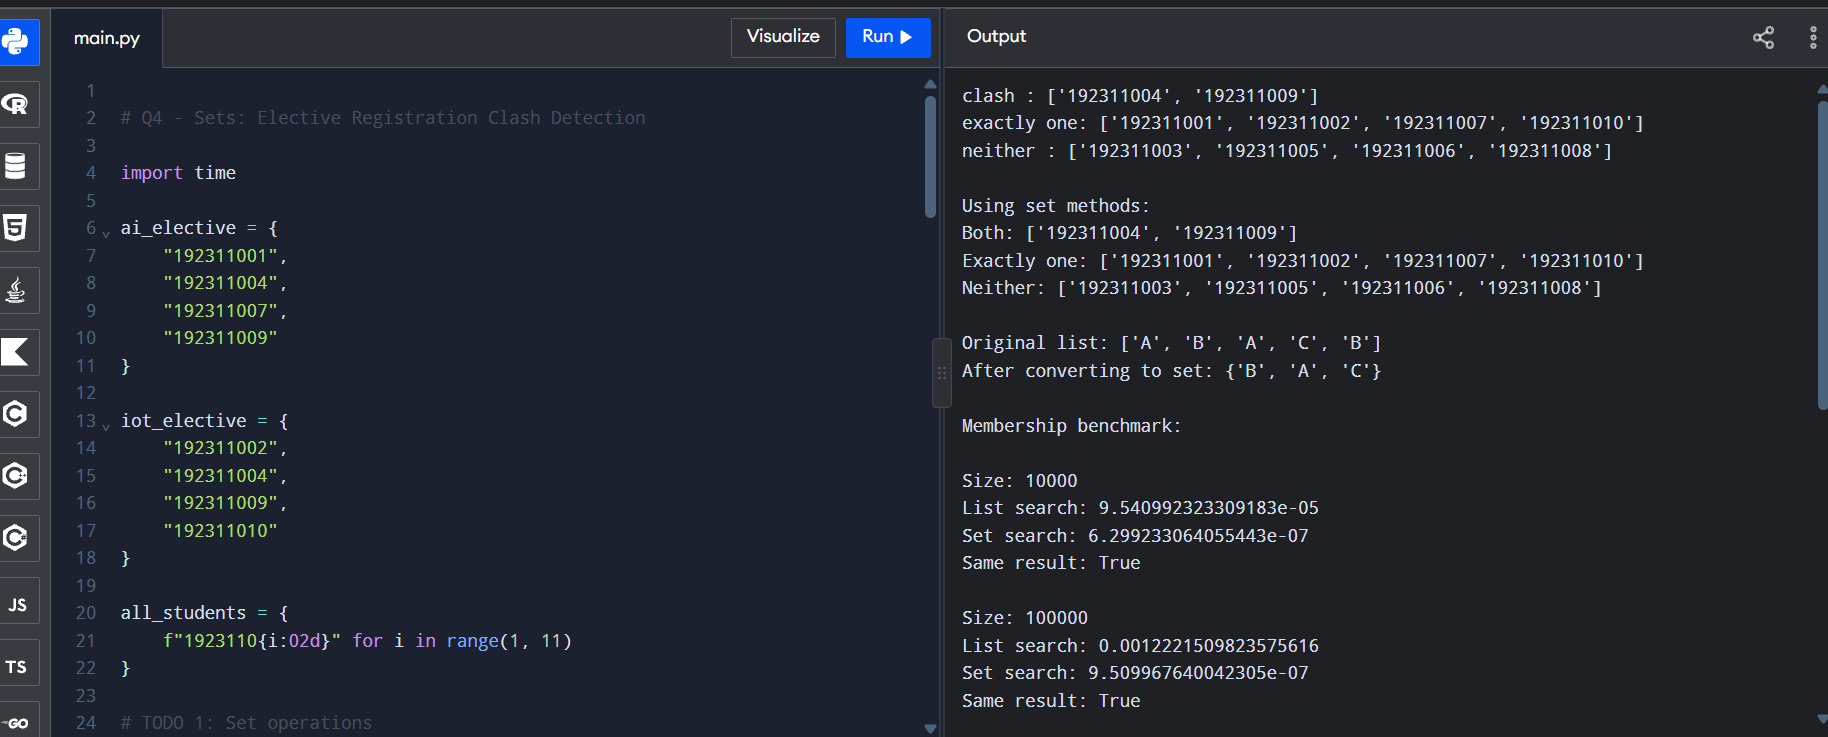 main.py
Visualize
Run
1
2 # Q4 - Sets: Elective Registration Clash Detection
3
4 import time
5
6 ai_elective = {
7 "192311001",
8 "192311004",
9 "192311007",
10 "192311009"
11 }
12
13 iot_elective = {
14 "192311002",
15 "192311004",
16 "192311009",
17 "192311010"
18 }
19
20 all_students = {
21 f"1923110{i:02d}" for i in range(1, 11)
22 }
23
24 # TODO 1: Set operations
R
5
C
C
C#
JS
TS
GO
Output
clash : ['192311004', '192311009']
exactly one: ['192311001', '192311002', '192311007', '192311010']
neither : ['192311003', '192311005', '192311006', '192311008']
Using set methods:
Both: ['192311004', '192311009']
Exactly one: ['192311001', '192311002', '192311007', '192311010']
Neither: ['192311003', '192311005', '192311006', '192311008']
Original list: ['A', 'B', 'A', 'C', 'B']
After converting to set: {'B', 'A', 'C'}
Membership benchmark:
Size: 10000
List search: 9.540992323309183e-05
Set search: 6.299233064055443e-07
Same result: True
Size: 100000
List search: 0.0012221509823575616
Set search: 9.509967640042305e-07
Same result: True